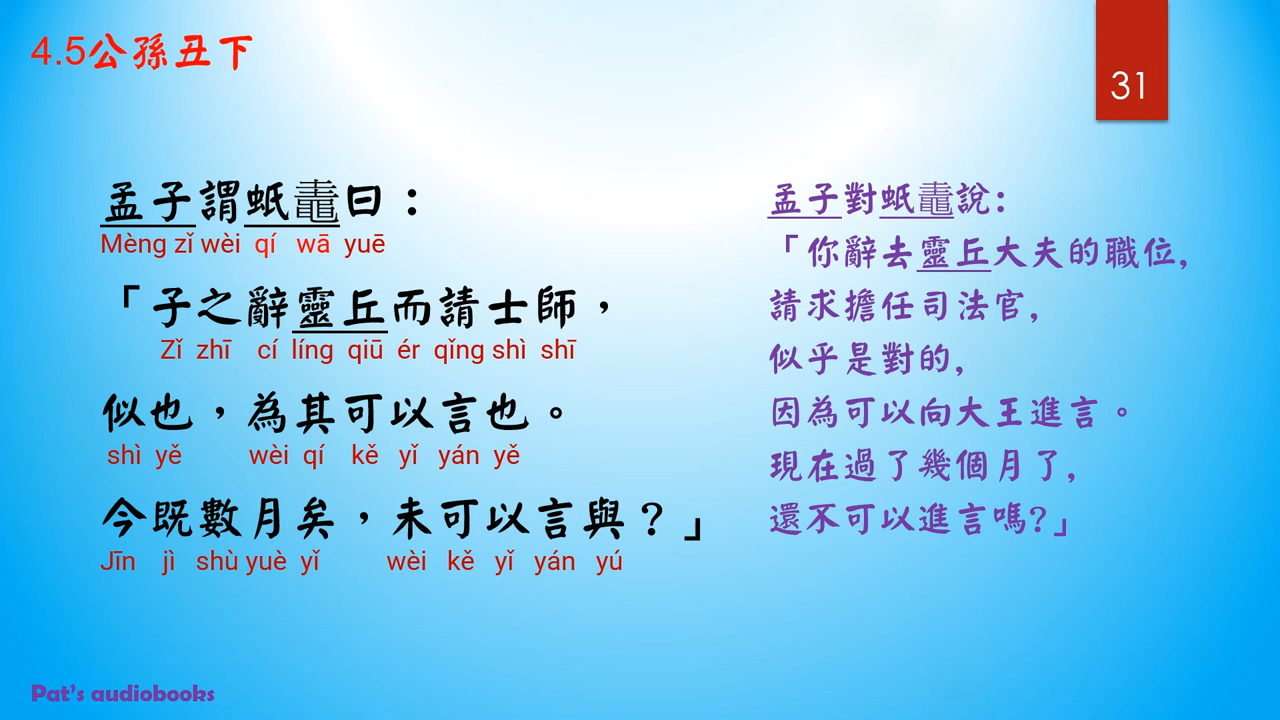 4.5公孫丑下
31
孟子謂蚔鼃曰：
Mèng zǐ wèi qí wā yuē
「子之辭靈丘而請士師，
Zǐ zhī cí líng qiū ér qǐng shì shī
似也，為其可以言也。
shì yě wèi qí kě yǐ yán yě
今既數月矣，未可以言與？」
Jīn jì shù yuè yǐ wèi kě yǐ yán yú
孟子對蚔鼃說:
「你辭去靈丘大夫的職位,
請求擔任司法官,
似乎是對的,
因為可以向大王進言。
現在過了幾個月了,
還不可以進言嗎?」
Pat's audiobooks